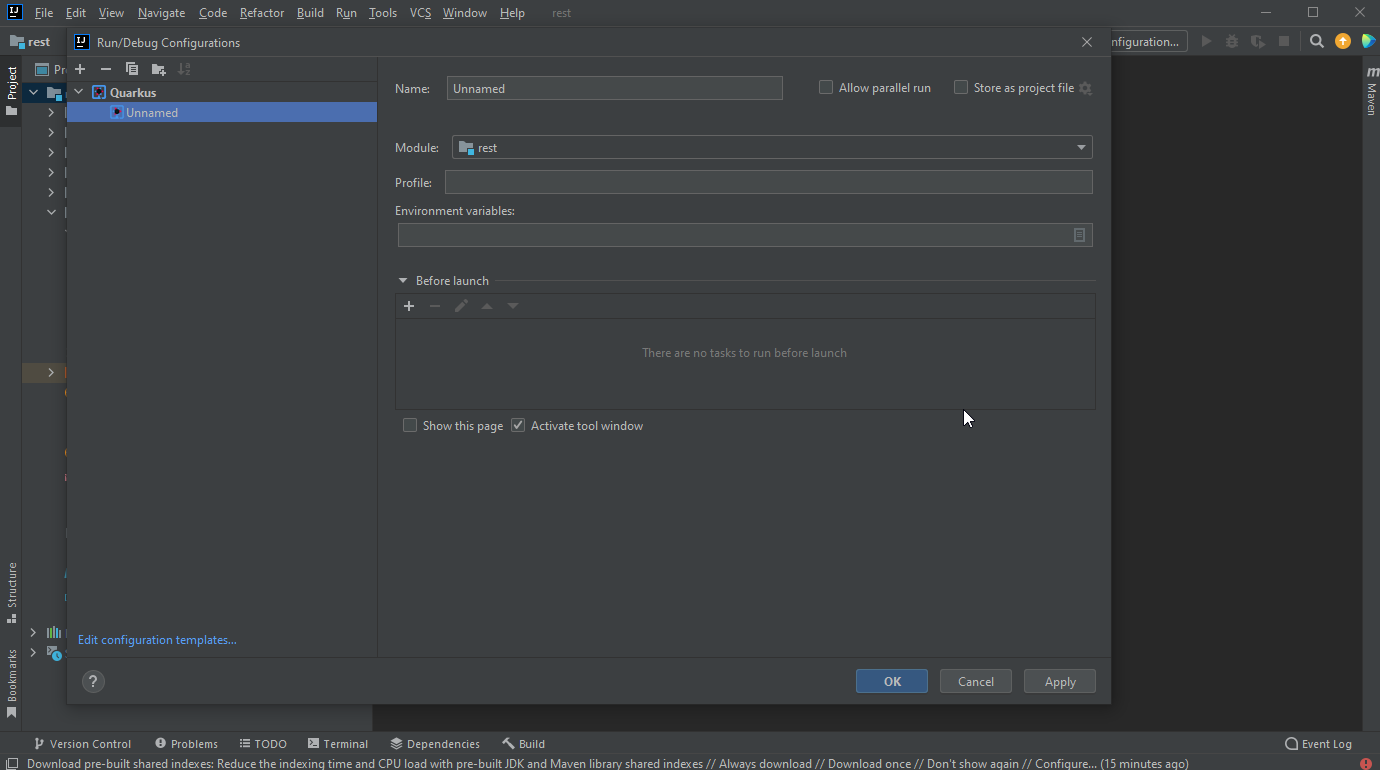 File Edit View Navigate Code Refactor Build Run Tools VCS Window Help rest
rest
Run/Debug Configurations
nfiguration...
Project
Pr
Quarkus
Unnamed
Name: Unnamed
Allow parallel run
Store as project file
Module: rest
Profile:
Environment variables:
Before launch
There are no tasks to run before launch
Show this page
Activate tool window
Edit configuration templates...
?
OK
Cancel
Apply
Maven
Structure
Bookmarks
Version Control
Problems
TODO
Terminal
Dependencies
Build
Event Log
Download pre-built shared indexes: Reduce the indexing time and CPU load with pre-built JDK and Maven library shared indexes // Always download // Download once // Don't show again // Configure... (15 minutes ago)